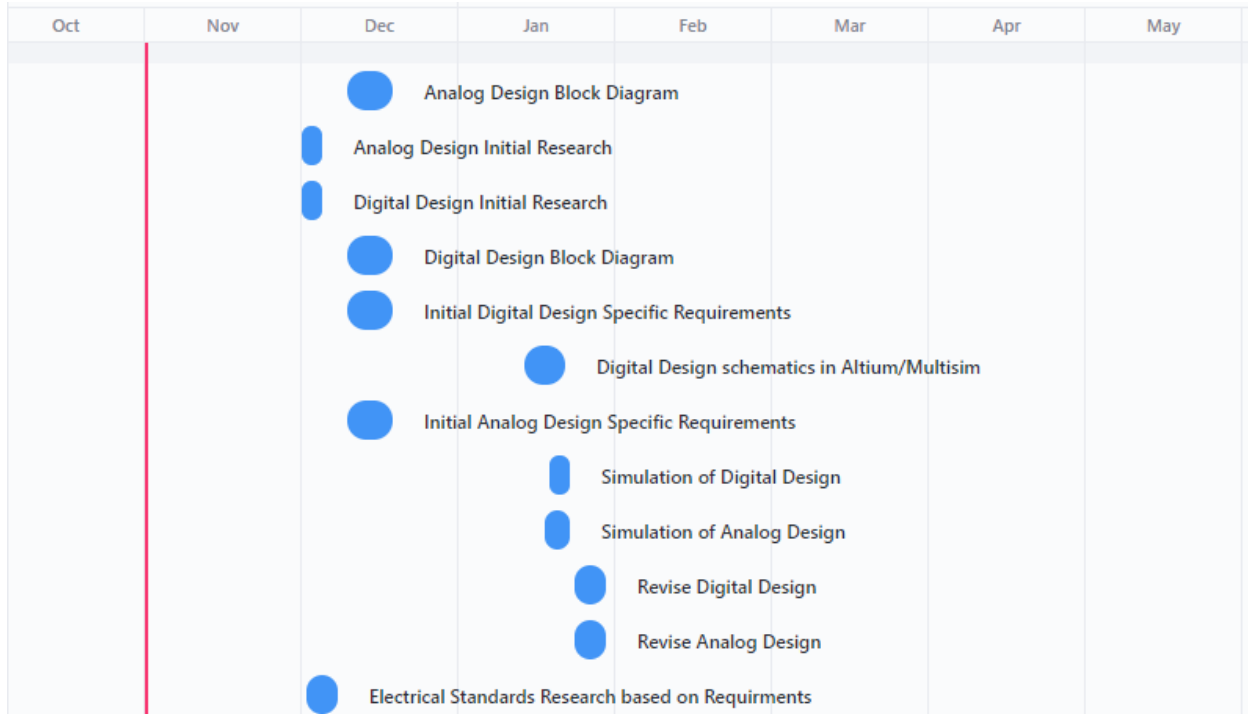 Oct Nov Dec Jan Feb Mar Apr May
Analog Design Block Diagram
Analog Design Initial Research
Digital Design Initial Research
Digital Design Block Diagram
Initial Digital Design Specific Requirements
Digital Design schematics in Altium/Multisim
Initial Analog Design Specific Requirements
Simulation of Digital Design
Simulation of Analog Design
Revise Digital Design
Revise Analog Design
Electrical Standards Research based on Requirments